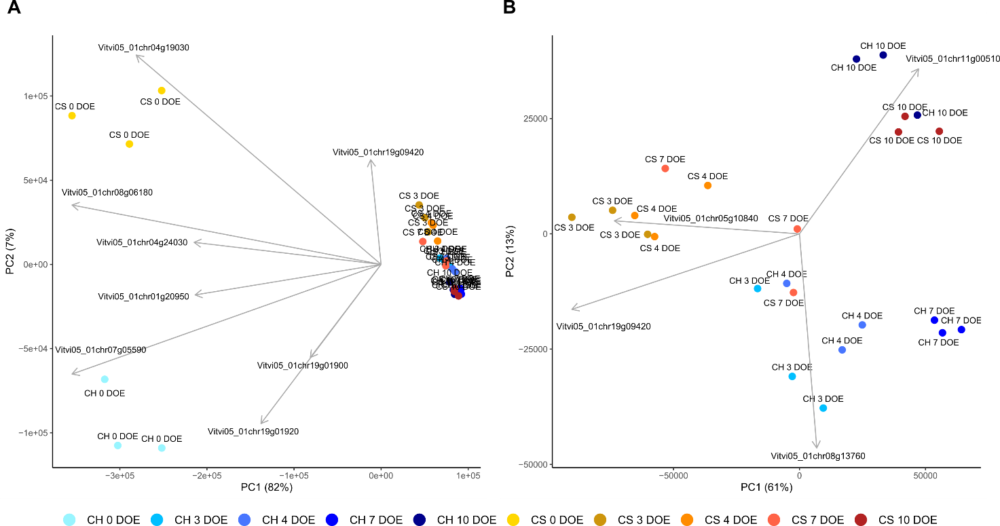 A
Vitvi05_01chr04g19030
CS 0 DOE
CS 0 DOE
CS 0 DOE
Vitvi05_01chr19g09420
Vitvi05_01chr08g06180
CS 3 DOE
CS 3 DOE
CS 3 DOE
Vitvi05_01chr04g24030
Vitvi05_01chr01g20950
CH 10 DOE
Vitvi05_01chr07g05590
Vitvi05_01chr19g01900
CH 0 DOE
Vitvi05_01chr19g01920
CH 0 DOE
CH 0 DOE
1e+05
5e+04
0e+00
−5e+04
−1e+05
PC2 (7%)
−3e+05
−2e+05
−1e+05
0e+00
1e+05
PC1 (82%)
B
CH 10 DOE
Vitvi05_01chr11g00510
CH 10 DOE
CS 10 DOE
CH 10 DOE
CS 10 DOE
CS 10 DOE
CS 7 DOE
CS 4 DOE
CS 3 DOE
CS 4 DOE
Vitvi05_01chr05g10840
CS 7 DOE
CS 3 DOE
CS 3 DOE
CS 4 DOE
CH 4 DOE
CH 3 DOE
CS 7 DOE
CH 7 DOE
CH 4 DOE
CH 7 DOE
Vitvi05_01chr19g09420
CH 4 DOE
CH 7 DOE
CH 3 DOE
CH 3 DOE
Vitvi05_01chr08g13760
25000
0
−25000
−50000
PC2 (13%)
−50000
0
50000
PC1 (61%)
CH 0 DOE
CH 3 DOE
CH 4 DOE
CH 7 DOE
CH 10 DOE
CS 0 DOE
CS 3 DOE
CS 4 DOE
CS 7 DOE
CS 10 DOE